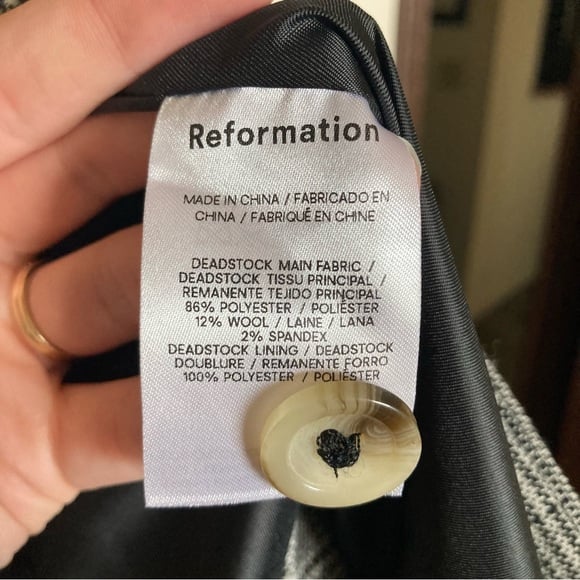 Reformation
MADE IN CHINA / FABRICADO EN
CHINA / FABRIQUÉ EN CHINE
DEADSTOCK MAIN FABRIC /
DEADSTOCK TISSU PRINCIPAL /
REMANENTE TEJIDO PRINCIPAL
86% POLYESTER / POLIÉSTER
12% WOOL / LAINE / LANA
2% SPANDEX
DEADSTOCK LINING / DEADSTOCK
DOUBLURE / REMANENTE FORRO
100% POLYESTER / POLIÉSTER